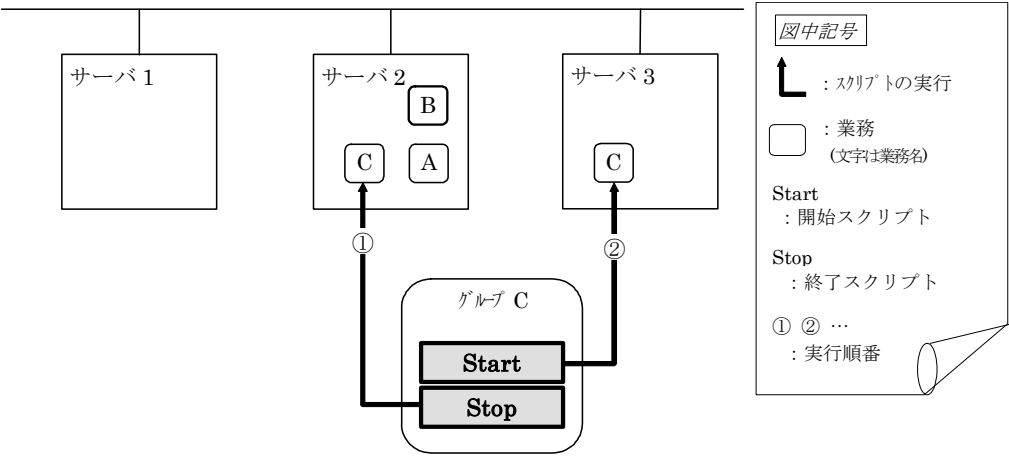 サーバ 1
サーバ 2
B
C
A
サーバ 3
C
①
②
ｸﾞﾙｰﾌﾟ C
Start
Stop
図中記号
：ｽｸﾘﾌﾟﾄの実行
：業務
(文字は業務名)
Start
：開始スクリプト
Stop
：終了スクリプト
① ② …
：実行順番